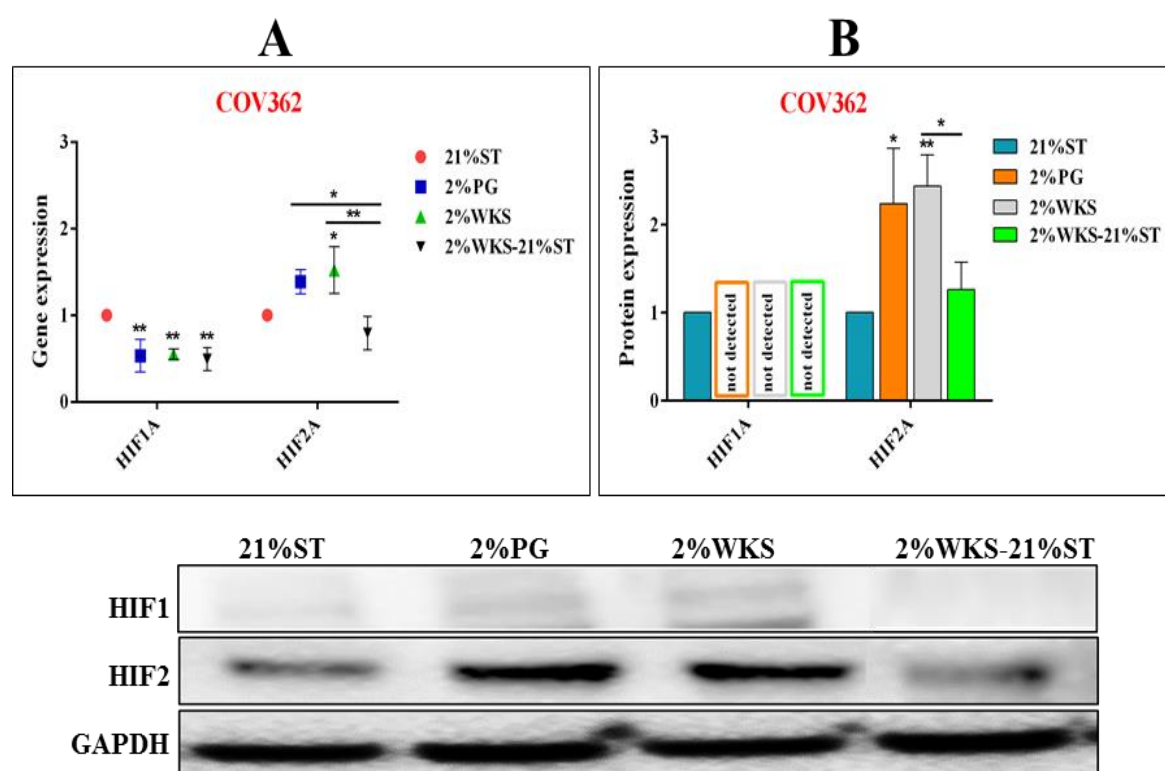 A
COV362
3
2
1
0
Gene expression
HIF1A
HIF2A
** ** **
*
**
*
21%ST
2%PG
2%WKS
2%WKS-21%ST
B
COV362
3
2
1
0
Protein expression
not detected
not detected
not detected
HIF1A
HIF2A
* **
*
21%ST
2%PG
2%WKS
2%WKS-21%ST
21%ST 2%PG 2%WKS 2%WKS-21%ST
HIF1
HIF2
GAPDH